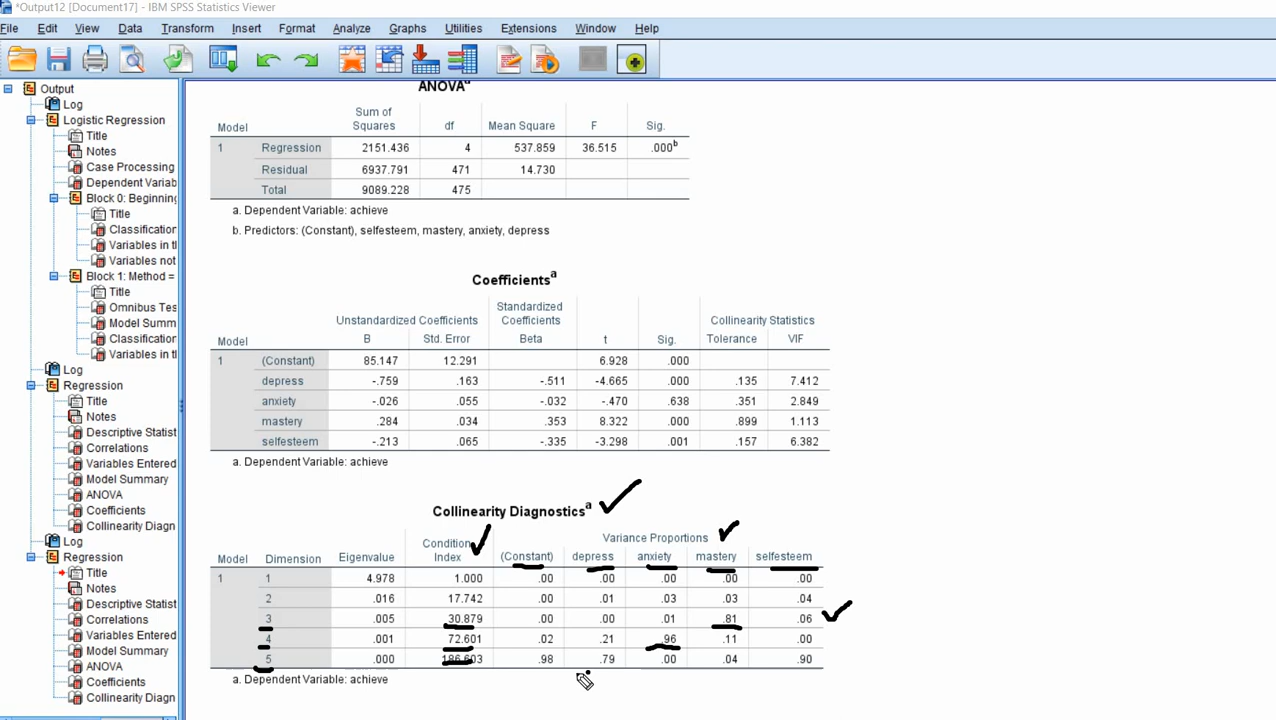 *Output12 [Document17] - IBM SPSS Statistics Viewer
File Edit View Data Transform Insert Format Analyze Graphs Utilities Extensions Window Help
Output
Log
Logistic Regression
Title
Notes
Case Processing
Dependent Variab
Block 0: Beginning
Title
Classification
Variables in t
Variables not
Block 1: Method =
Title
Omnibus Tes
Model Summ
Classification
Variables in t
Log
Regression
Title
Notes
Descriptive Statist
Correlations
Variables Entered
Model Summary
ANOVA
Coefficients
Collinearity Diagn
Log
Regression
Title
Notes
Descriptive Statist
Correlations
Variables Entered
Model Summary
ANOVA
Coefficients
Collinearity Diagn
ANOVAa
Sum of
Model Squares df Mean Square F Sig.
1 Regression 2151.436 4 537.859 36.515 .000b
Residual 6937.791 471 14.730
Total 9089.228 475
a. Dependent Variable: achieve
b. Predictors: (Constant), selfesteem, mastery, anxiety, depress
Coefficientsa
Standardized
Unstandardized Coefficients Coefficients Collinearity Statistics
Model B Std. Error Beta t Sig. Tolerance VIF
1 (Constant) 85.147 12.291 6.928 .000
depress -.759 .163 -.511 -4.665 .000 .135 7.412
anxiety -.026 .055 -.032 -.470 .638 .351 2.849
mastery .284 .034 .353 8.322 .000 .899 1.113
selfesteem -.213 .065 -.335 -3.298 .001 .157 6.382
a. Dependent Variable: achieve
Collinearity Diagnosticsa
Condition Variance Proportions
Model Dimension Eigenvalue Index (Constant) depress anxiety mastery selfesteem
1 1 4.978 1.000 .00 .00 .00 .00 .00
2 .016 17.742 .00 .01 .03 .03 .04
3 .005 30.879 .00 .00 .01 .81 .06
4 .001 72.601 .02 .21 .96 .11 .00
5 .000 186.603 .98 .79 .00 .04 .90
a. Dependent Variable: achieve